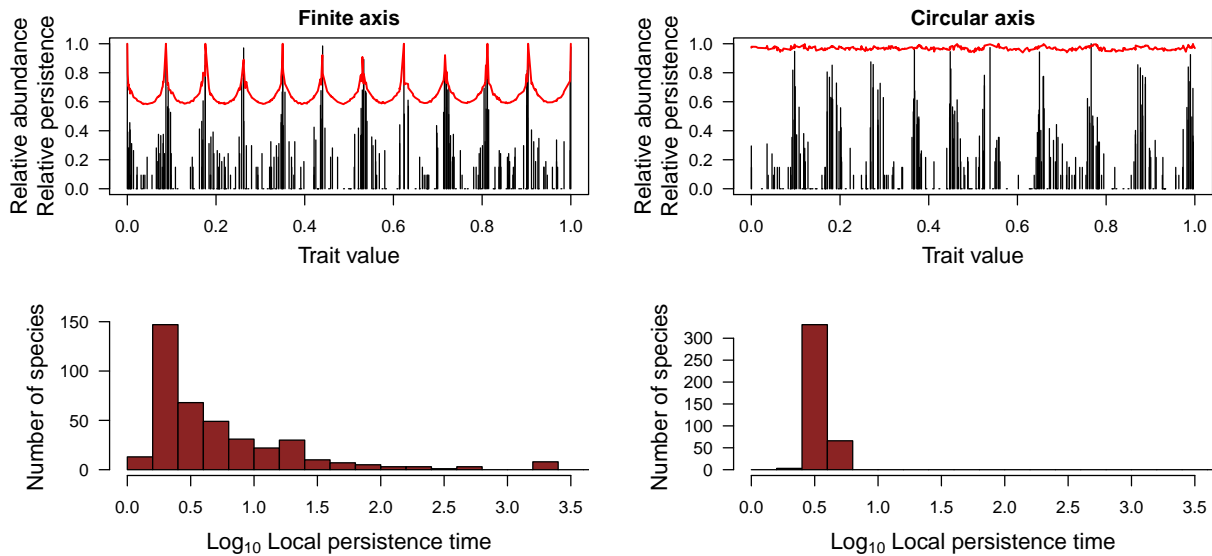 Finite axis
Relative abundance
Relative persistence
1.0
0.8
0.6
0.4
0.2
0.0
0.0 0.2 0.4 0.6 0.8 1.0
Trait value
Circular axis
Relative abundance
Relative persistence
1.0
0.8
0.6
0.4
0.2
0.0
0.0 0.2 0.4 0.6 0.8 1.0
Trait value
Number of species
150
100
50
0
0.0 0.5 1.0 1.5 2.0 2.5 3.0 3.5
Log10 Local persistence time
Number of species
300
250
200
150
100
50
0
0.0 0.5 1.0 1.5 2.0 2.5 3.0 3.5
Log10 Local persistence time